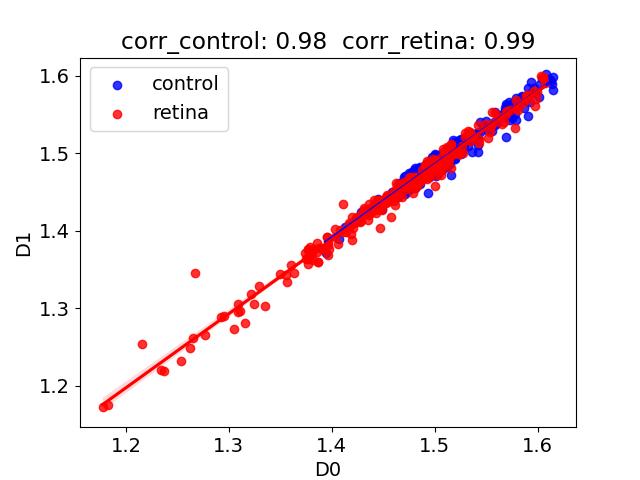 corr_control: 0.98  corr_retina: 0.99
control
retina
1.6
1.5
1.4
1.3
1.2
D1
1.2 1.3 1.4 1.5 1.6
D0